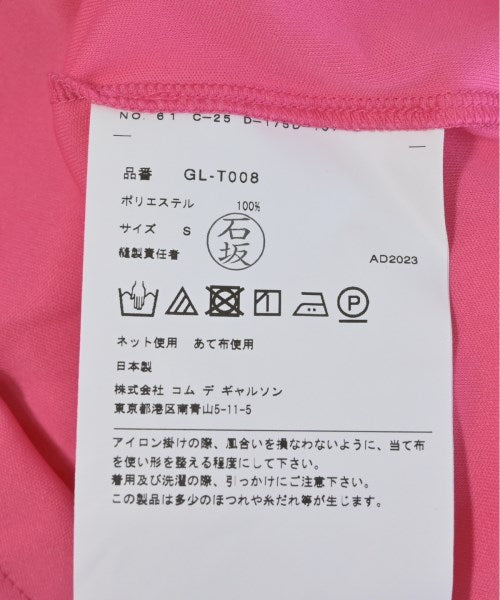 NO. 61 C-25 D-175D
品番 GL-T008
ポリエステル 100%
サイズ S
石坂
縫製責任者
AD2023
P
ネット使用 あて布使用
日本製
株式会社 コム デ ギャルソン
東京都港区南青山5-11-5
アイロン掛けの際、風合いを損なわないように、当て布
を使い形を整える程度にして下さい。
着用及び洗濯の際、引っかけにご注意下さい。
この製品は多少のほつれや糸だれ等が生じます。